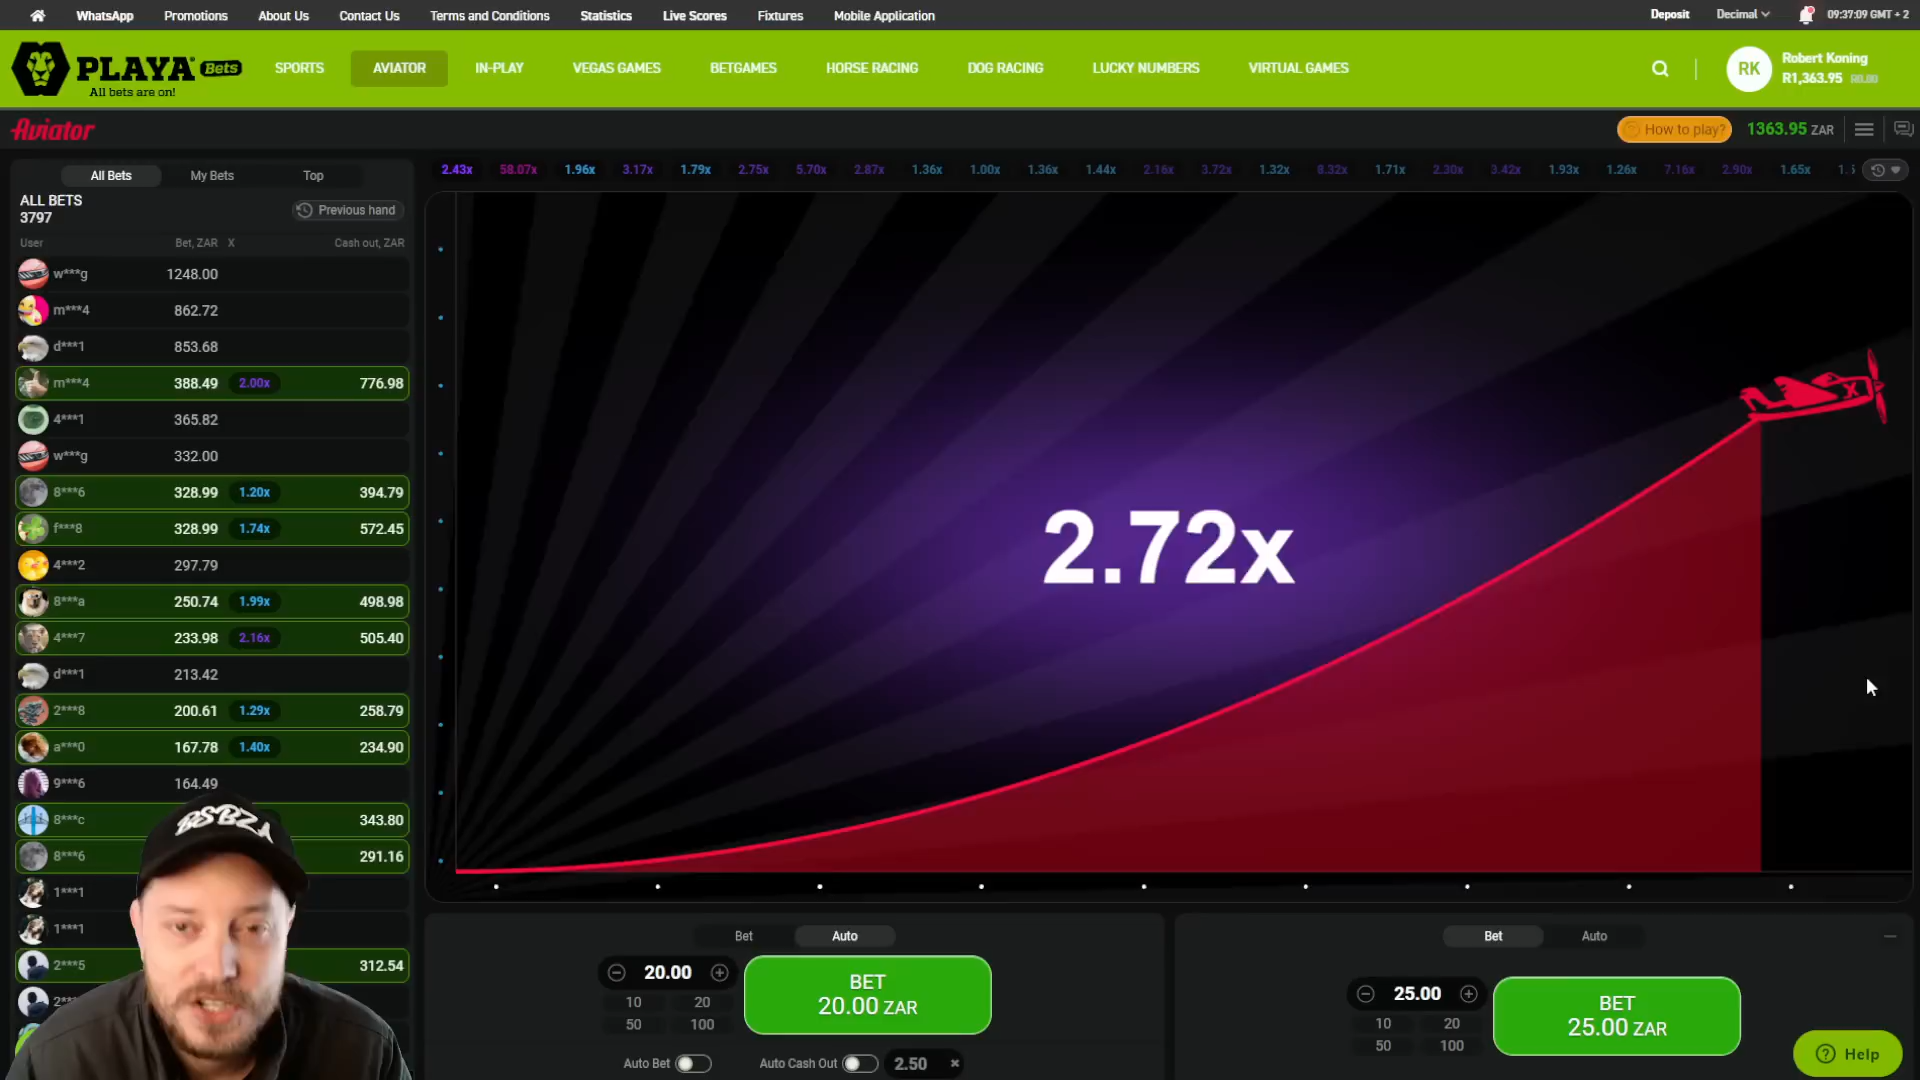 WhatsApp Promotions About Us Contact Us Terms and Conditions Statistics Live Scores Fixtures Mobile Application Deposit Decimal 09:37:09 GMT + 2
PLAYA Bets
All bets are on!
SPORTS AVIATOR IN-PLAY VEGAS GAMES BETGAMES HORSE RACING DOG RACING LUCKY NUMBERS VIRTUAL GAMES
RK Robert Koning
R1,363.95 R0.00
Aviator How to play? 1363.95 ZAR
2.43x 58.07x 1.96x 3.17x 1.79x 2.75x 5.70x 2.87x 1.36x 1.00x 1.36x 1.44x 2.16x 3.72x 1.32x 8.32x 1.71x 2.30x 3.42x 1.93x 1.26x 7.16x 2.90x 1.65x
All Bets My Bets Top
ALL BETS
3797
Previous hand
User Bet, ZAR X Cash out, ZAR
w***g 1248.00
m***4 862.72
d***1 853.68
m***4 388.49 2.00x 776.98
4***1 365.82
w***g 332.00
8***6 328.99 1.20x 394.79
f***8 328.99 1.74x 572.45
4***2 297.79
8***a 250.74 1.99x 498.98
4***7 233.98 2.16x 505.40
d***1 213.42
2***8 200.61 1.29x 258.79
a***0 167.78 1.40x 234.90
9***6 164.49
8***c 343.80
8***6 291.16
1***1
1***1
2***5 312.54
BSBZA
2.72x
Bet Auto
20.00
10 20
50 100
BET
20.00 ZAR
Auto Bet Auto Cash Out 2.50
Bet Auto
25.00
10 20
50 100
BET
25.00 ZAR
Help